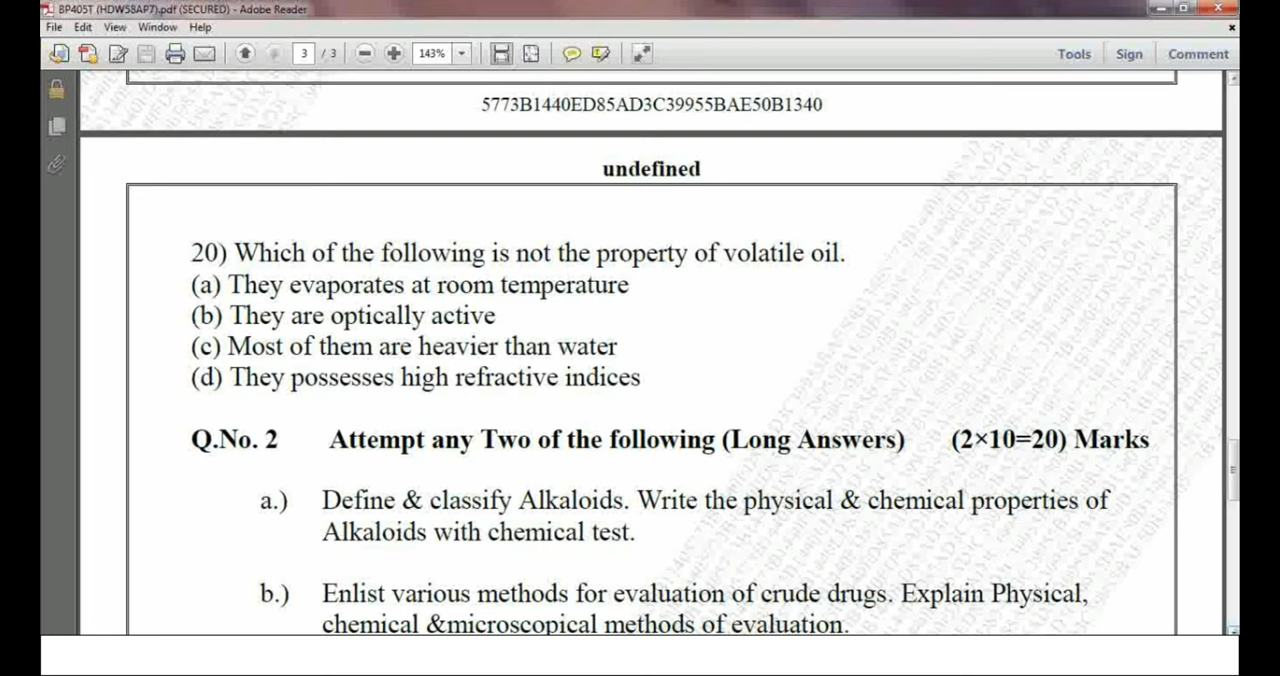 BP405T (HDW58AP7).pdf (SECURED) - Adobe Reader
File Edit View Window Help
3 / 3 143% Tools Sign Comment
5773B1440ED85AD3C39955BAE50B1340
undefined
20) Which of the following is not the property of volatile oil.
(a) They evaporates at room temperature
(b) They are optically active
(c) Most of them are heavier than water
(d) They possesses high refractive indices
Q.No. 2 Attempt any Two of the following (Long Answers) (2×10=20) Marks
a.) Define & classify Alkaloids. Write the physical & chemical properties of
Alkaloids with chemical test.
b.) Enlist various methods for evaluation of crude drugs. Explain Physical,
chemical &microscopical methods of evaluation.